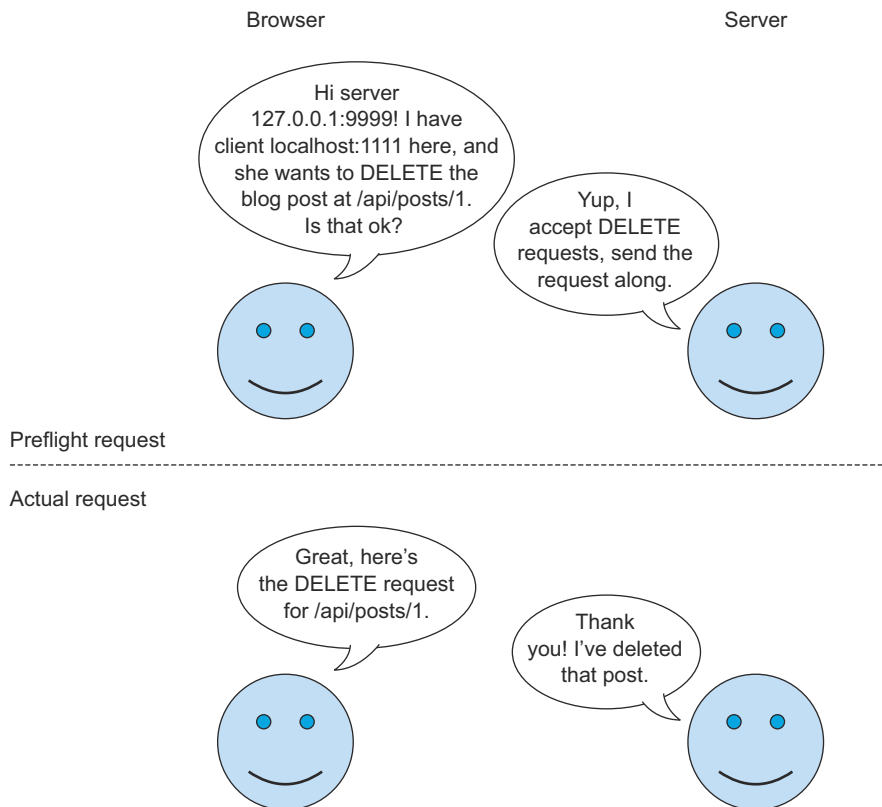 Browser
Server
Hi server
127.0.0.1:9999! I have
client localhost:1111 here, and
she wants to DELETE the
blog post at /api/posts/1.
Is that ok?
Yup, I
accept DELETE
requests, send the
request along.
Preflight request
Actual request
Great, here’s
the DELETE request
for /api/posts/1.
Thank
you! I’ve deleted
that post.